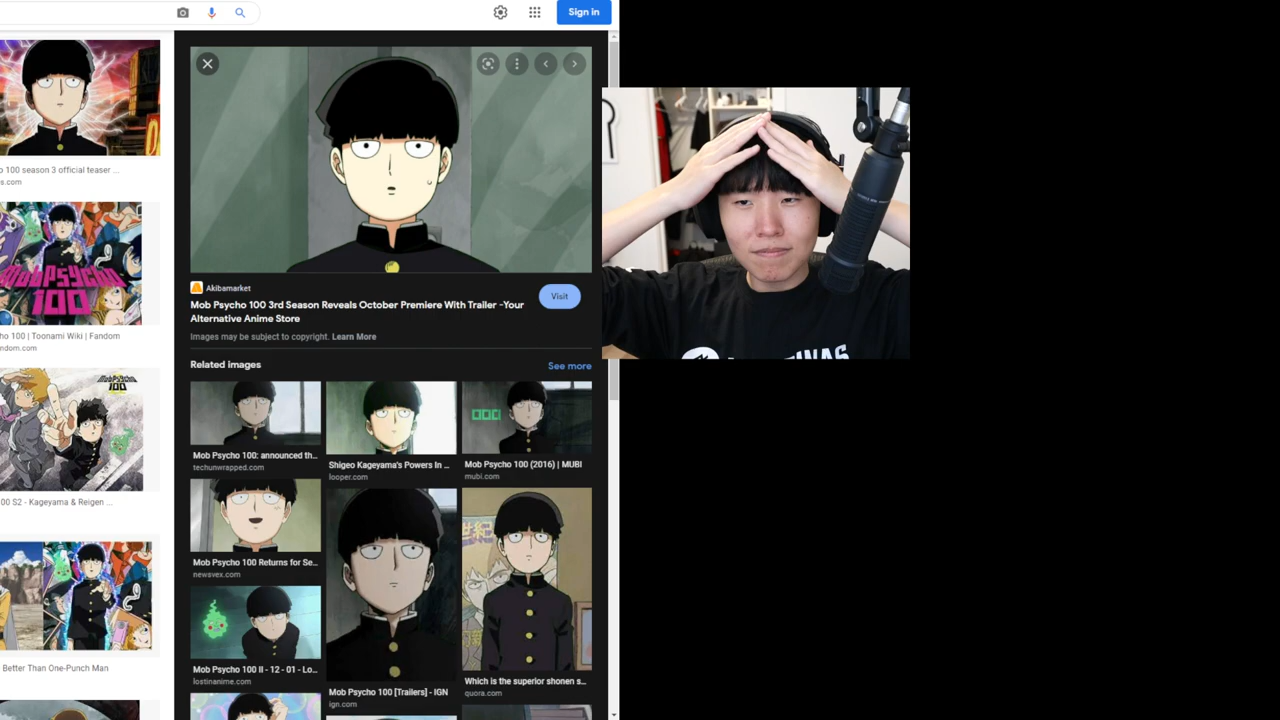 Sign in
o 100 season 3 official teaser ...
s.com
MobPsycho
100
ho 100 | Toonami Wiki | Fandom
ndom.com
100
00 S2 - Kageyama & Reigen ...
Better Than One-Punch Man
Akibamarket
Visit
Mob Psycho 100 3rd Season Reveals October Premiere With Trailer -Your
Alternative Anime Store
Images may be subject to copyright. Learn More
Related images
See more
Mob Psycho 100: announced th...
techunwrapped.com
Shigeo Kageyama's Powers In ...
looper.com
Mob Psycho 100 (2016) | MUBI
mubi.com
Mob Psycho 100 Returns for Se...
newsvex.com
Mob Psycho 100 II - 12 - 01 - Lo...
lostinanime.com
Mob Psycho 100 [Trailers] - IGN
ign.com
世紀
Which is the superior shonen s...
quora.com